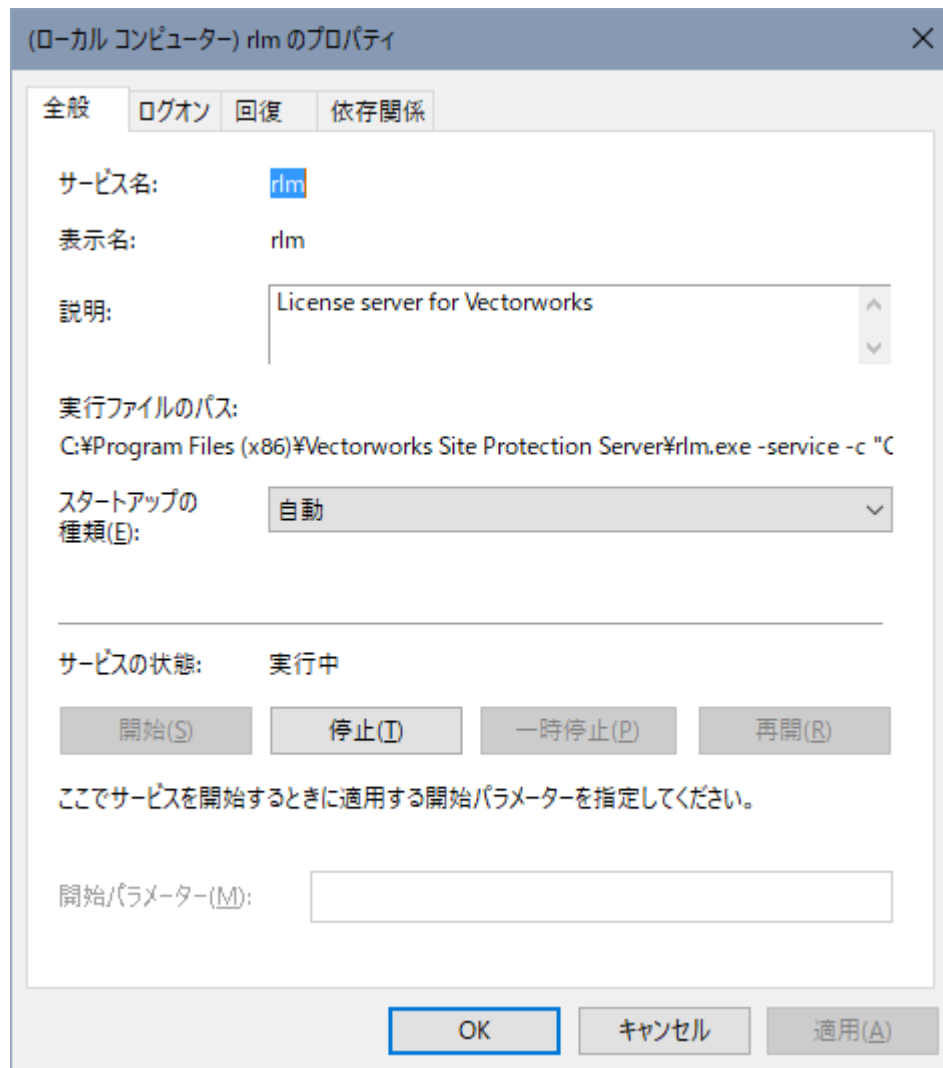 (ローカル コンピューター) rlm のプロパティ
全般 ログオン 回復 依存関係
サービス名: rlm
表示名: rlm
説明: License server for Vectorworks
実行ファイルのパス:
C:¥Program Files (x86)¥Vectorworks Site Protection Server¥rlm.exe -service -c "C
スタートアップの
種類(E): 自動
サービスの状態: 実行中
開始(S) 停止(T) 一時停止(P) 再開(R)
ここでサービスを開始するときに適用する開始パラメーターを指定してください。
開始パラメーター(M):
OK キャンセル 適用(A)